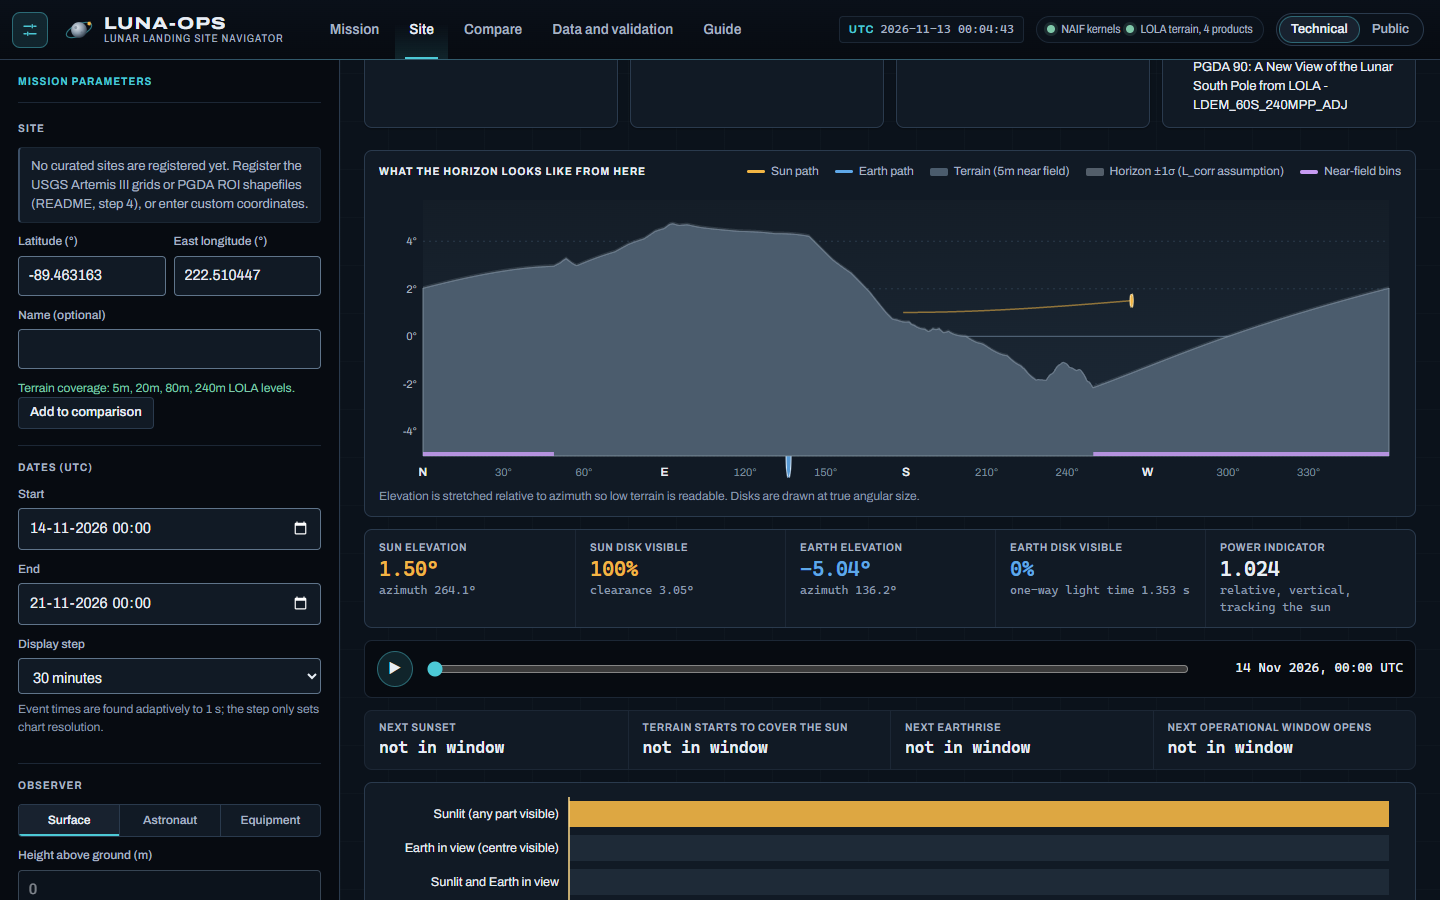 LUNA-OPS
LUNAR LANDING SITE NAVIGATOR
Mission
Site
Compare
Data and validation
Guide
UTC 2026-11-13 00:04:43
NAIF kernels
LOLA terrain, 4 products
Technical
Public
MISSION PARAMETERS
SITE
No curated sites are registered yet. Register the
USGS Artemis III grids or PGDA ROI shapefiles
(README, step 4), or enter custom coordinates.
Latitude (°)
East longitude (°)
-89.463163
222.510447
Name (optional)
Terrain coverage: 5m, 20m, 80m, 240m LOLA levels.
Add to comparison
DATES (UTC)
Start
14-11-2026 00:00
End
21-11-2026 00:00
Display step
30 minutes
Event times are found adaptively to 1 s; the step only sets
chart resolution.
OBSERVER
Surface
Astronaut
Equipment
Height above ground (m)
0
PGDA 90: A New View of the Lunar
South Pole from LOLA -
LDEM_60S_240MPP_ADJ
WHAT THE HORIZON LOOKS LIKE FROM HERE
Sun path
Earth path
Terrain (5m near field)
Horizon ±1σ (L_corr assumption)
Near-field bins
4°
2°
0°
-2°
-4°
N
30°
60°
E
120°
150°
S
210°
240°
W
300°
330°
Elevation is stretched relative to azimuth so low terrain is readable. Disks are drawn at true angular size.
SUN ELEVATION
1.50°
azimuth 264.1°
SUN DISK VISIBLE
100%
clearance 3.05°
EARTH ELEVATION
−5.04°
azimuth 136.2°
EARTH DISK VISIBLE
0%
one-way light time 1.353 s
POWER INDICATOR
1.024
relative, vertical,
tracking the sun
14 Nov 2026, 00:00 UTC
NEXT SUNSET
not in window
TERRAIN STARTS TO COVER THE SUN
not in window
NEXT EARTHRISE
not in window
NEXT OPERATIONAL WINDOW OPENS
not in window
Sunlit (any part visible)
Earth in view (centre visible)
Sunlit and Earth in view